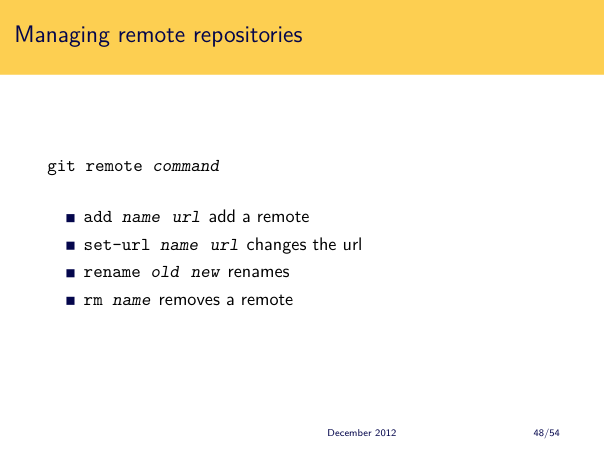 Managing remote repositories
git remote command
add name url add a remote
set-url name url changes the url
rename old new renames
rm name removes a remote
December 2012
48/54